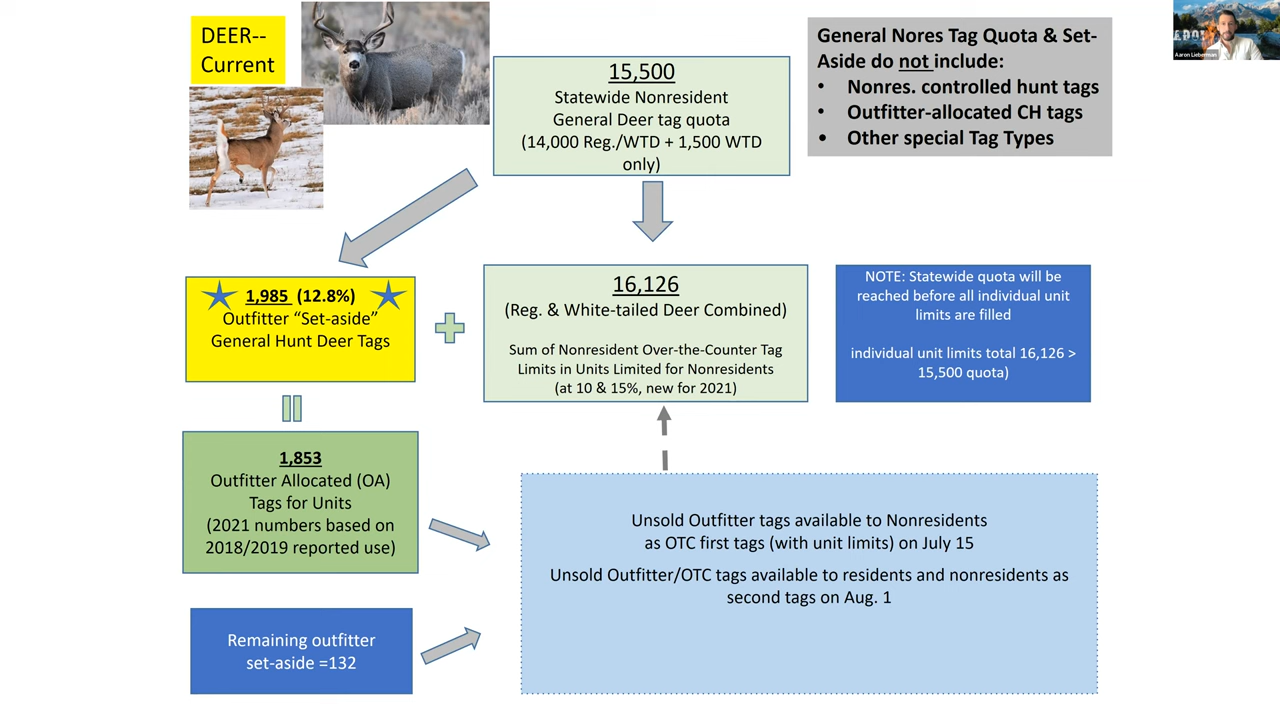 DEER--
Current
15,500
Statewide Nonresident
General Deer tag quota
(14,000 Reg./WTD + 1,500 WTD
only)
General Nores Tag Quota & Set-
Aside do not include:
• Nonres. controlled hunt tags
• Outfitter-allocated CH tags
• Other special Tag Types
Aaron Lieberman
1,985 (12.8%)
Outfitter “Set-aside”
General Hunt Deer Tags
16,126
(Reg. & White-tailed Deer Combined)
Sum of Nonresident Over-the-Counter Tag
Limits in Units Limited for Nonresidents
(at 10 & 15%, new for 2021)
NOTE: Statewide quota will be
reached before all individual unit
limits are filled
individual unit limits total 16,126 >
15,500 quota)
1,853
Outfitter Allocated (OA)
Tags for Units
(2021 numbers based on
2018/2019 reported use)
Unsold Outfitter tags available to Nonresidents
as OTC first tags (with unit limits) on July 15
Unsold Outfitter/OTC tags available to residents and nonresidents as
second tags on Aug. 1
Remaining outfitter
set-aside =132